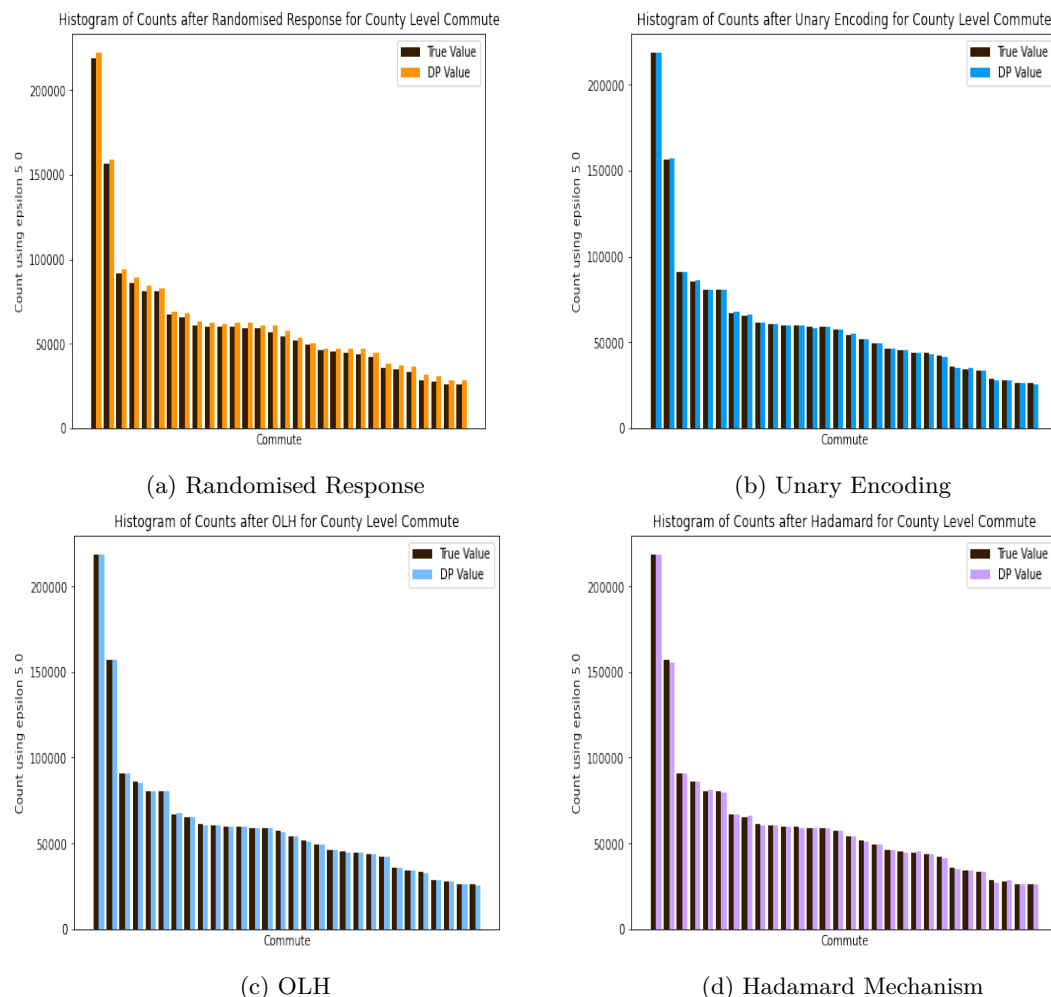 Histogram of Counts after Randomised Response for County Level Commute
True Value
DP Value
Count using epsilon 5.0
200000
150000
100000
50000
0
Commute
(a) Randomised Response
Histogram of Counts after Unary Encoding for County Level Commute
True Value
DP Value
Count using epsilon 5.0
200000
150000
100000
50000
0
Commute
(b) Unary Encoding
Histogram of Counts after OLH for County Level Commute
True Value
DP Value
Count using epsilon 5.0
200000
150000
100000
50000
0
Commute
(c) OLH
Histogram of Counts after Hadamard for County Level Commute
True Value
DP Value
Count using epsilon 5.0
200000
150000
100000
50000
0
Commute
(d) Hadamard Mechanism